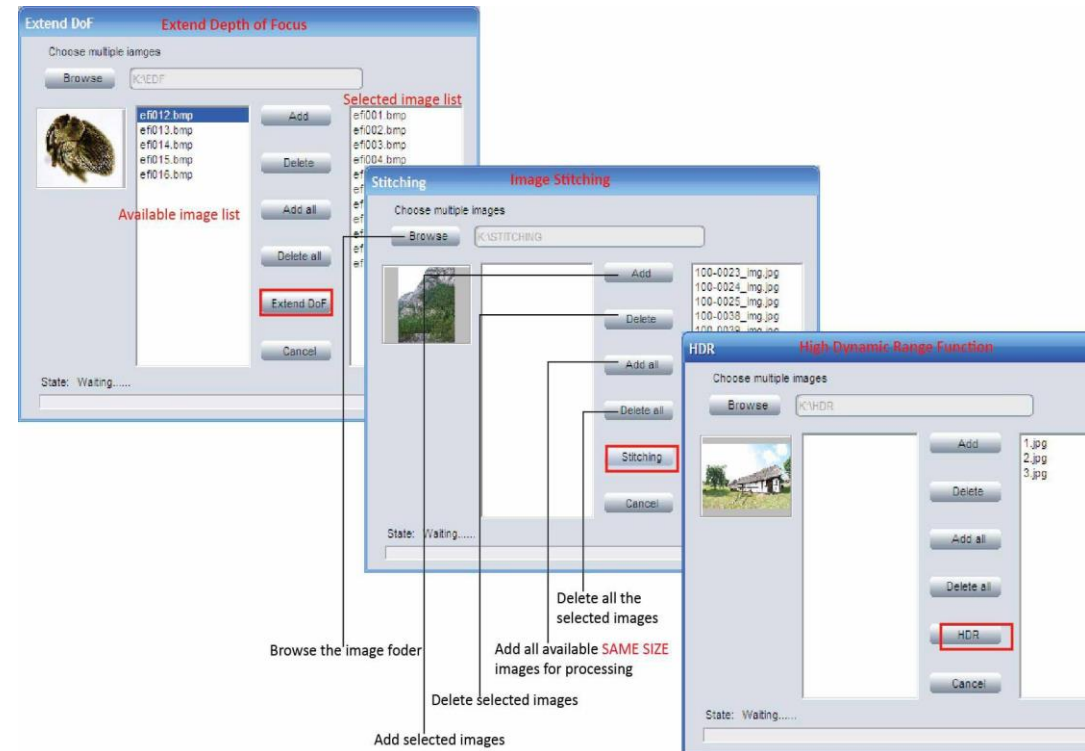 Extend DoF
Extend Depth of Focus
Choose multiple iamges
Browse
K:\EDF
Selected image list
efi012.bmp
efi013.bmp
efi014.bmp
efi015.bmp
efi016.bmp
Available image list
Add
Delete
Add all
Delete all
Extend DoF
Cancel
efi001.bmp
efi002.bmp
efi003.bmp
efi004.bmp
State: Waiting......
Stitching
Image Stitching
Choose multiple images
Browse
K:\STITCHING
Add
Delete
Add all
Delete all
Stitching
Cancel
100-0023_img.jpg
100-0024_img.jpg
100-0025_img.jpg
100-0038_img.jpg
100-0039_img.jpg
State: Waiting......
HDR
High Dynamic Range Function
Choose multiple images
Browse
K:\HDR
Add
Delete
Add all
Delete all
HDR
Cancel
1.jpg
2.jpg
3.jpg
State: Waiting......
Delete all the
selected images
Browse the image foder
Add all available SAME SIZE
images for processing
Delete selected images
Add selected images